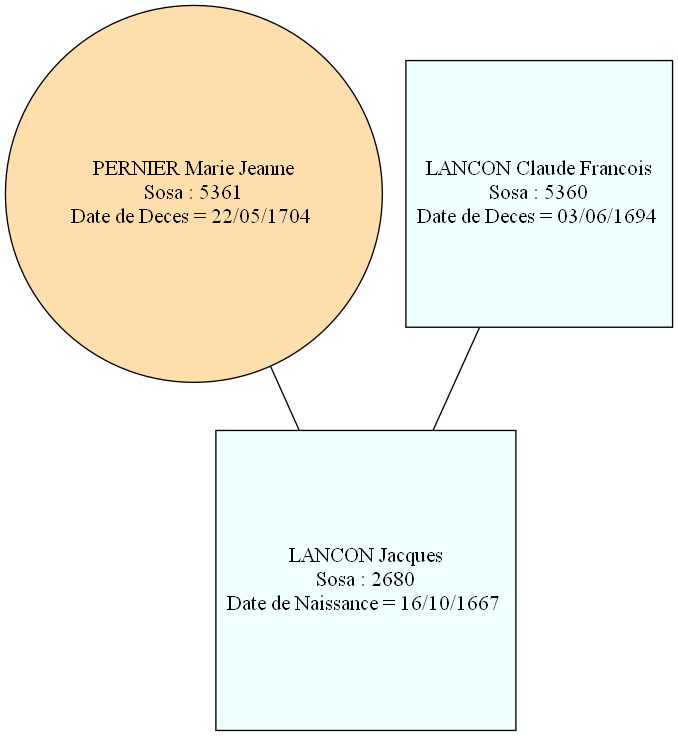 PERNIER Marie Jeanne
Sosa : 5361
Date de Deces = 22/05/1704
LANCON Claude Francois
Sosa : 5360
Date de Deces = 03/06/1694
LANCON Jacques
Sosa : 2680
Date de Naissance = 16/10/1667